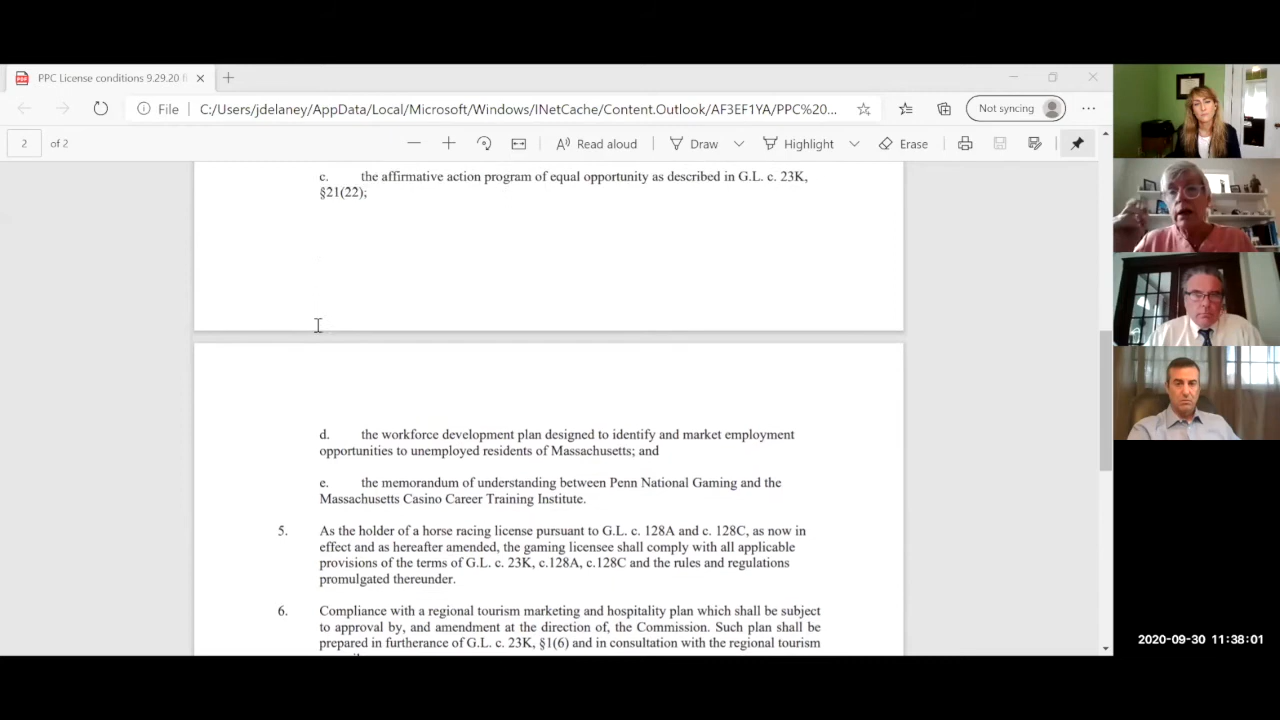 PPC License conditions 9.29.20 f
File C:/Users/jdelaney/AppData/Local/Microsoft/Windows/INetCache/Content.Outlook/AF3EF1YA/PPC%20... Not syncing
2 of 2 Read aloud Draw Highlight Erase
c. the affirmative action program of equal opportunity as described in G.L. c. 23K,
§21(22);
d. the workforce development plan designed to identify and market employment
opportunities to unemployed residents of Massachusetts; and
e. the memorandum of understanding between Penn National Gaming and the
Massachusetts Casino Career Training Institute.
5. As the holder of a horse racing license pursuant to G.L. c. 128A and c. 128C, as now in
effect and as hereafter amended, the gaming licensee shall comply with all applicable
provisions of the terms of G.L. c. 23K, c.128A, c.128C and the rules and regulations
promulgated thereunder.
6. Compliance with a regional tourism marketing and hospitality plan which shall be subject
to approval by, and amendment at the direction of, the Commission. Such plan shall be
prepared in furtherance of G.L. c. 23K, §1(6) and in consultation with the regional tourism
2020-09-30 11:38:01